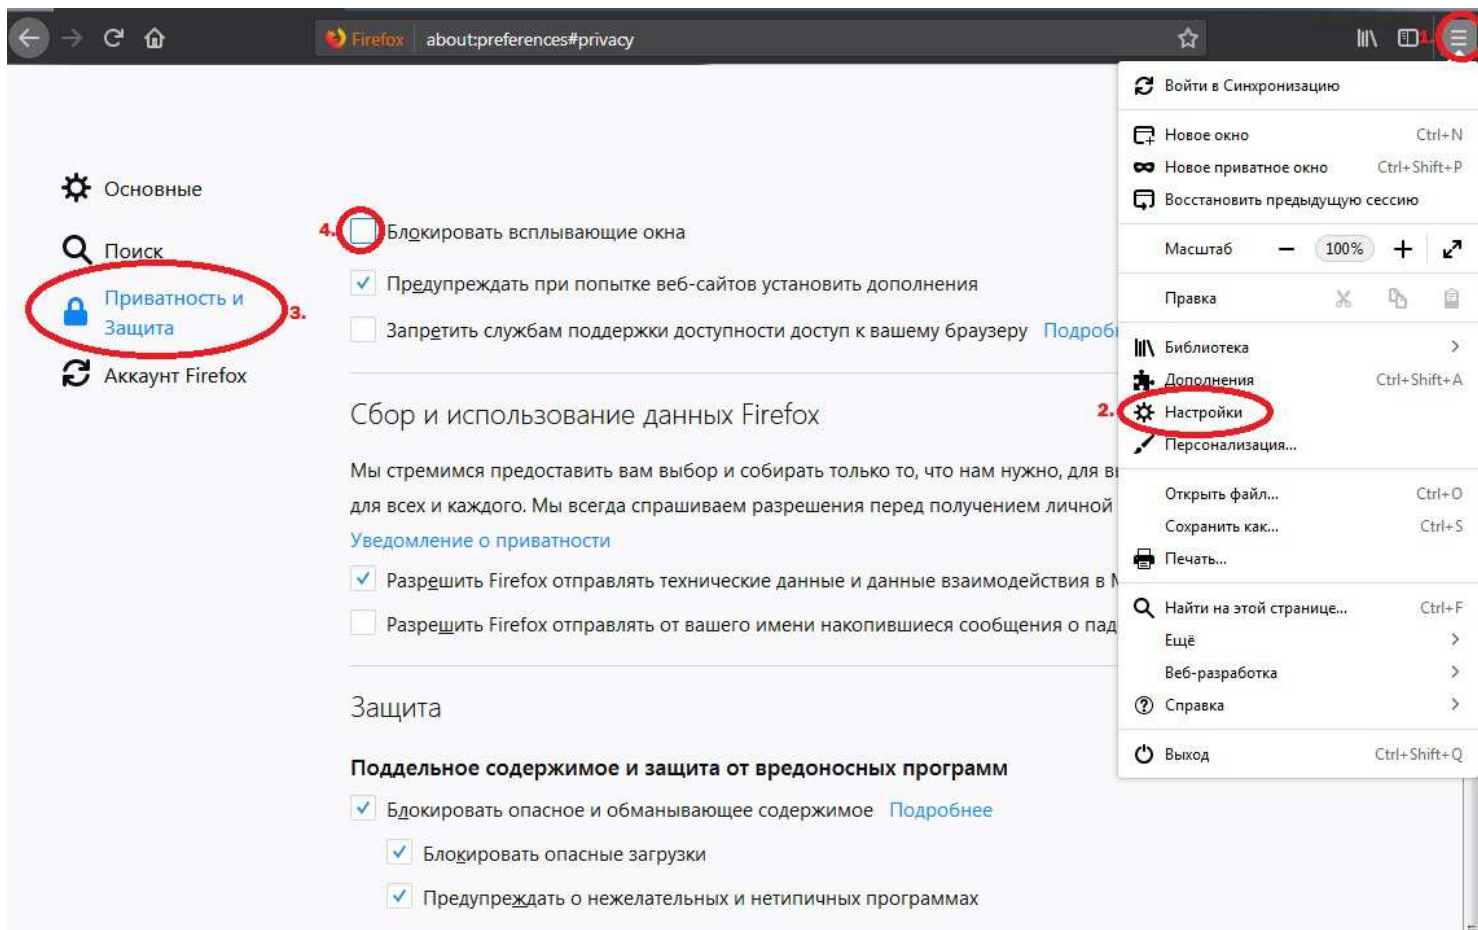 Firefox about:preferences#privacy
1.
Основные
Поиск
Приватность и
Защита
3.
Аккаунт Firefox
4.
Блокировать всплывающие окна
Предупреждать при попытке веб-сайтов установить дополнения
Запретить службам поддержки доступности доступ к вашему браузеру Подробн
Сбор и использование данных Firefox
Мы стремимся предоставить вам выбор и собирать только то, что нам нужно, для в
для всех и каждого. Мы всегда спрашиваем разрешения перед получением личной
Уведомление о приватности
Разрешить Firefox отправлять технические данные и данные взаимодействия в M
Разрешить Firefox отправлять от вашего имени накопившиеся сообщения о пад
Защита
Поддельное содержимое и защита от вредоносных программ
Блокировать опасное и обманывающее содержимое Подробнее
Блокировать опасные загрузки
Предупреждать о нежелательных и нетипичных программах
Войти в Синхронизацию
Новое окно Ctrl+N
Новое приватное окно Ctrl+Shift+P
Восстановить предыдущую сессию
Масштаб 100%
Правка
Библиотека
Дополнения Ctrl+Shift+A
2.
Настройки
Персонализация...
Открыть файл... Ctrl+O
Сохранить как... Ctrl+S
Печать...
Найти на этой странице... Ctrl+F
Ещё
Веб-разработка
Справка
Выход Ctrl+Shift+Q